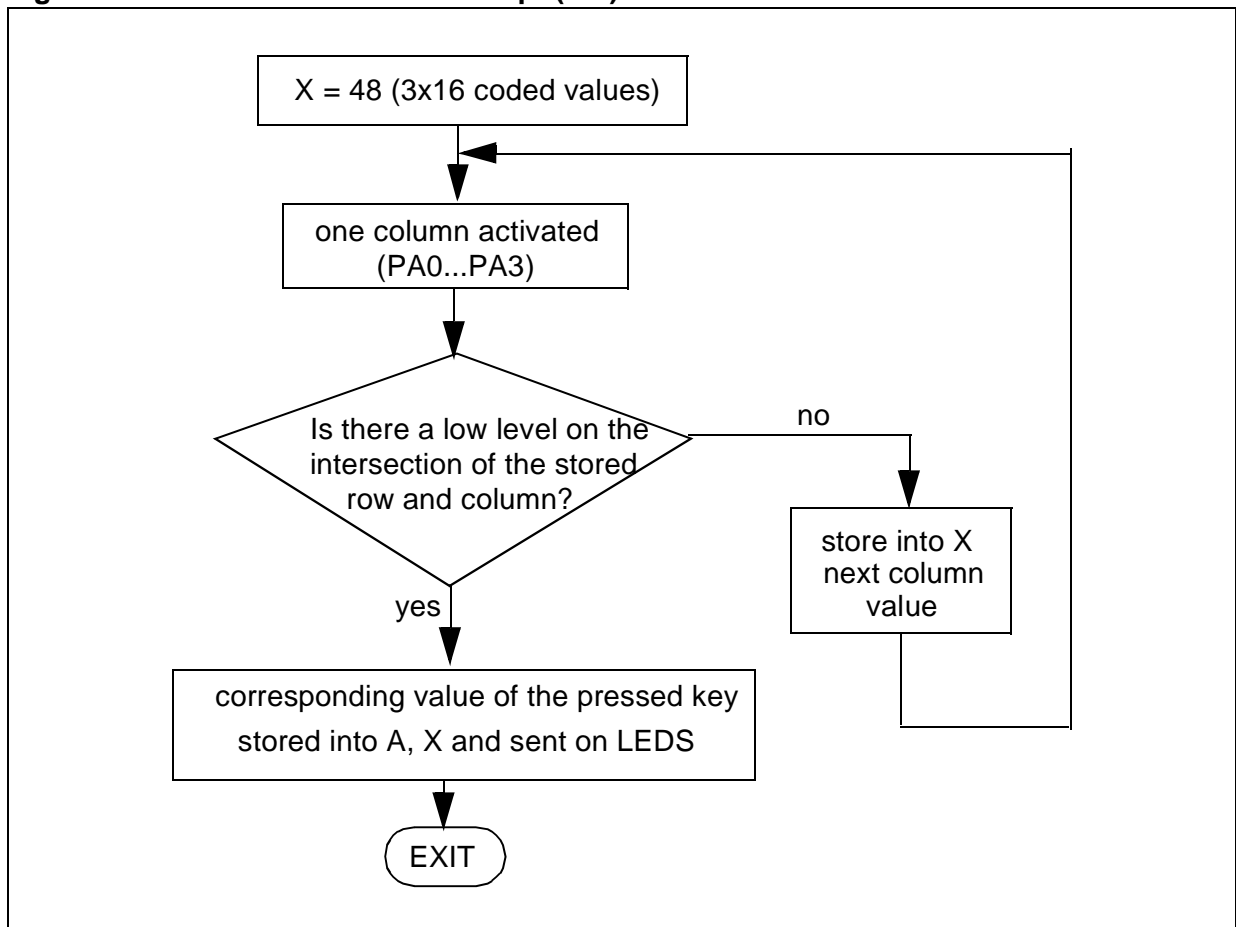 X = 48 (3x16 coded values)
one column activated
(PA0...PA3)
Is there a low level on the
intersection of the stored
row and column?
no
store into X
next column
value
yes
corresponding value of the pressed key
stored into A, X and sent on LEDS
EXIT